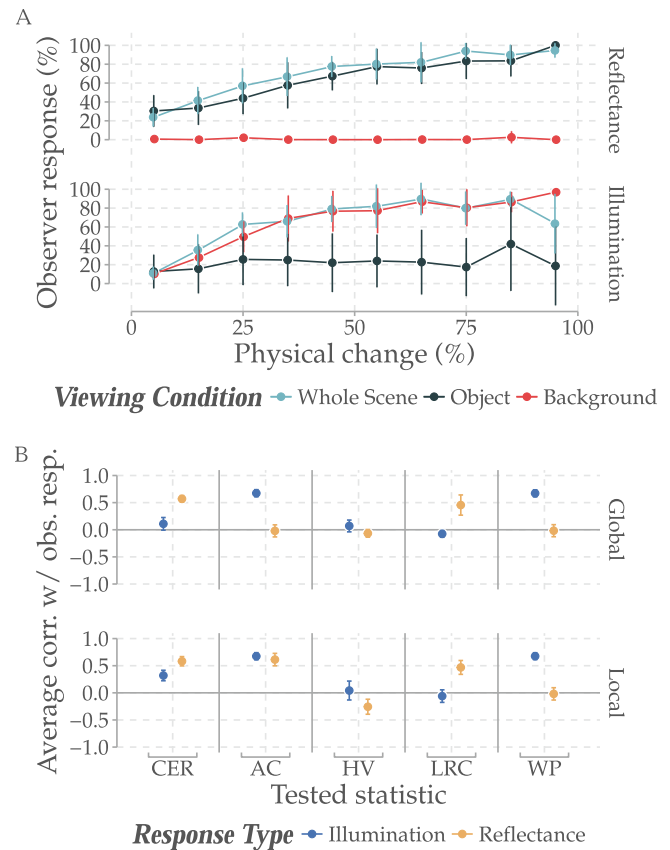 A
Observer response (%)
100
80
60
40
20
0
Reflectance
100
80
60
40
20
0
Illumination
0 25 50 75 100
Physical change (%)
Viewing Condition Whole Scene Object Background
B
Average corr. w/ obs. resp.
1.0
0.5
0.0
−0.5
−1.0
Global
1.0
0.5
0.0
−0.5
−1.0
Local
CER AC HV LRC WP
Tested statistic
Response Type Illumination Reflectance